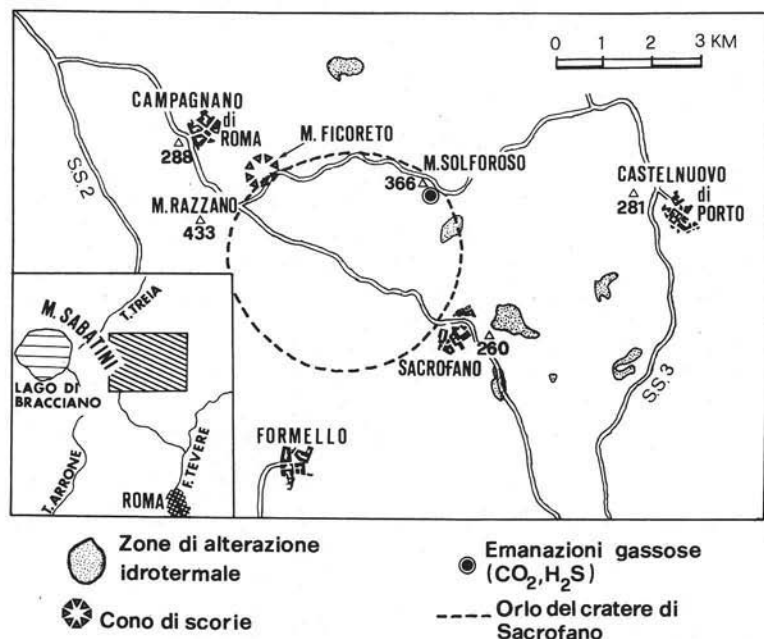 0 1 2 3 KM
CAMPAGNANO
di
ROMA
288
M. FICORETO
M. SOLFOROSO
366
CASTELNUOVO
di
PORTO
281
S.S.2
M. RAZZANO
433
M. SABATINI
T. TREIA
LAGO DI
BRACCIANO
T. ARRONE
F. TEVERE
ROMA
SACROFANO
260
S.S.3
FORMELLO
Zone di alterazione
idrotermale
Cono di scorie
Emanazioni gassose
(CO2,H2S)
Orlo del cratere di
Sacrofano